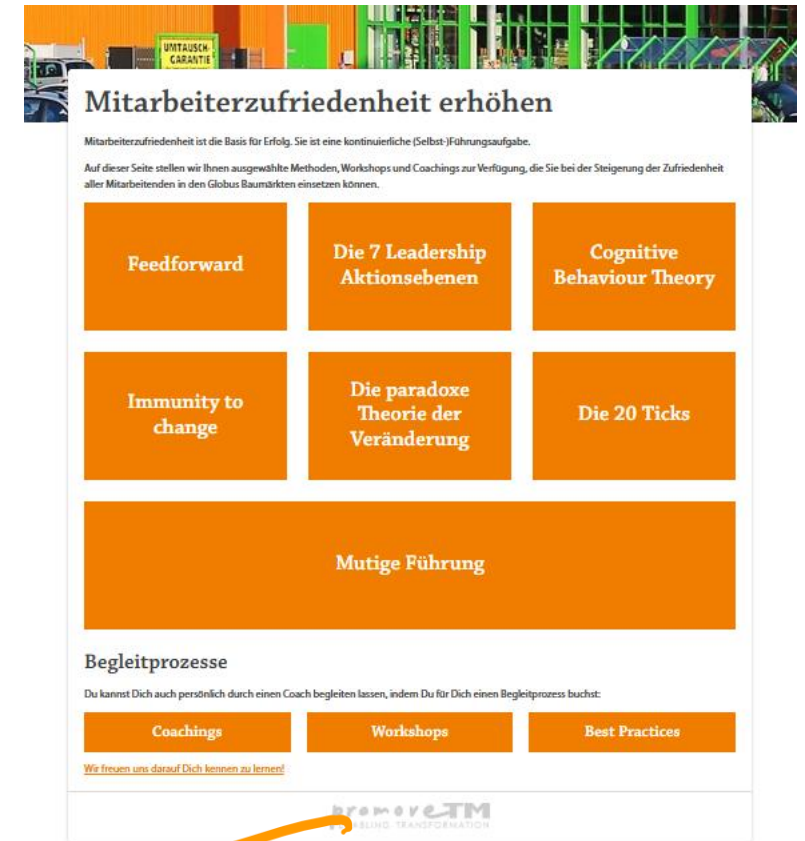 UMTAUSCH-
GARANTIE
Mitarbeiterzufriedenheit erhöhen
Mitarbeiterzufriedenheit ist die Basis für Erfolg. Sie ist eine kontinuierliche (Selbst-)Führungsaufgabe.
Auf dieser Seite stellen wir Ihnen ausgewählte Methoden, Workshops und Coachings zur Verfügung, die Sie bei der Steigerung der Zufriedenheit
aller Mitarbeitenden in den Globus Baumärkten einsetzen können.
Feedforward
Die 7 Leadership
Aktionsebenen
Cognitive
Behaviour Theory
Immunity to
change
Die paradoxe
Theorie der
Veränderung
Die 20 Ticks
Mutige Führung
Begleitprozesse
Du kannst Dich auch persönlich durch einen Coach begleiten lassen, indem Du für Dich einen Begleitprozess buchst:
Coachings
Workshops
Best Practices
Wir freuen uns darauf Dich kennen zu lernen!
promoveTM
TRANSFORMATION